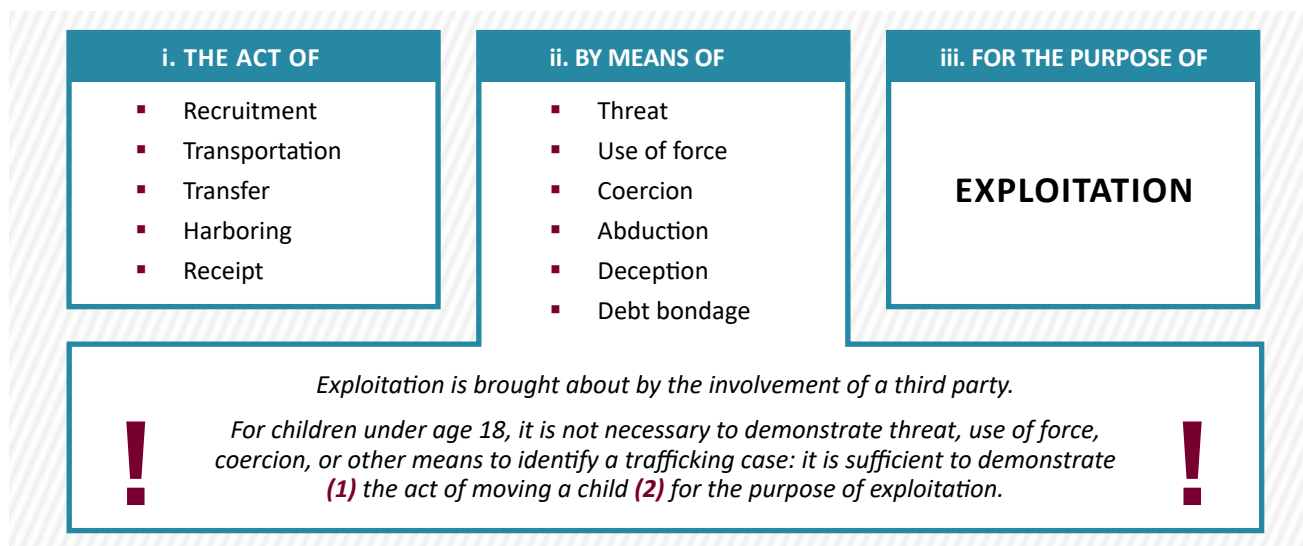 i. THE ACT OF
▪ Recruitment
▪ Transportation
▪ Transfer
▪ Harboring
▪ Receipt
ii. BY MEANS OF
▪ Threat
▪ Use of force
▪ Coercion
▪ Abduction
▪ Deception
▪ Debt bondage
iii. FOR THE PURPOSE OF
EXPLOITATION
Exploitation is brought about by the involvement of a third party.
! For children under age 18, it is not necessary to demonstrate threat, use of force, !
coercion, or other means to identify a trafficking case: it is sufficient to demonstrate
(1) the act of moving a child (2) for the purpose of exploitation.